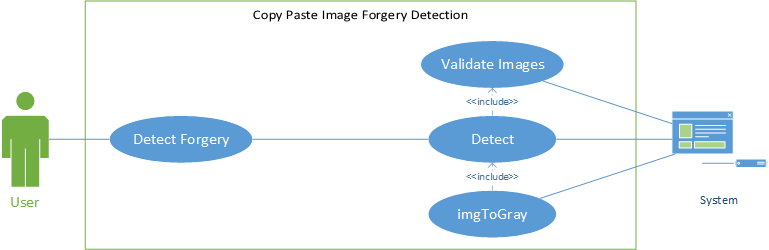 Copy Paste Image Forgery Detection
Validate Images
<<include>>
Detect Forgery
Detect
<<include>>
User
System
imgToGray